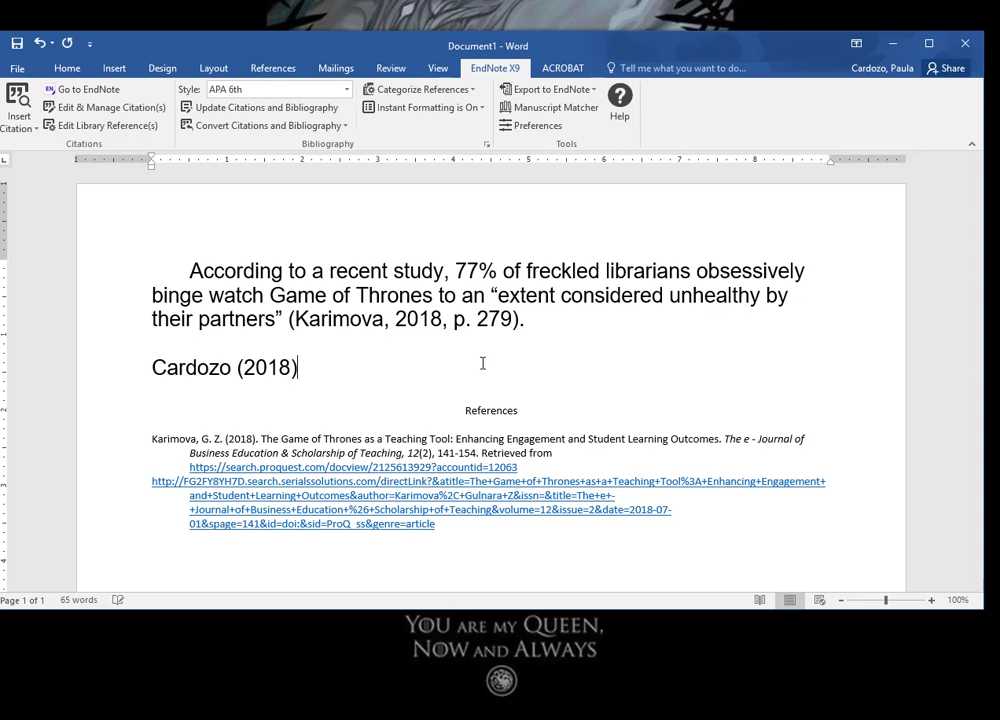 Document1 - Word
File Home Insert Design Layout References Mailings Review View EndNote X9 ACROBAT Tell me what you want to do... Cardozo, Paula Share
Insert Citation
EN Go to EndNote
Edit & Manage Citation(s)
Edit Library Reference(s)
Citations
Style: APA 6th
Update Citations and Bibliography
Convert Citations and Bibliography
Categorize References
Instant Formatting is On
Bibliography
Export to EndNote
Manuscript Matcher
Preferences
Tools
Help
1 1 2 3 4 5 6 7 8
According to a recent study, 77% of freckled librarians obsessively
binge watch Game of Thrones to an “extent considered unhealthy by
their partners” (Karimova, 2018, p. 279).
Cardozo (2018)
References
Karimova, G. Z. (2018). The Game of Thrones as a Teaching Tool: Enhancing Engagement and Student Learning Outcomes. The e - Journal of
Business Education & Scholarship of Teaching, 12(2), 141-154. Retrieved from
https://search.proquest.com/docview/2125613929?accountid=12063
http://FG2FY8YH7D.search.serialssolutions.com/directLink?&atitle=The+Game+of+Thrones+as+a+Teaching+Tool%3A+Enhancing+Engagement+
and+Student+Learning+Outcomes&author=Karimova%2C+Gulnara+Z&issn=&title=The+e+-
+Journal+of+Business+Education+%26+Scholarship+of+Teaching&volume=12&issue=2&date=2018-07-
01&spage=141&id=doi:&sid=ProQ_ss&genre=article
Page 1 of 1 65 words 100%
YOU ARE MY QUEEN,
NOW AND ALWAYS